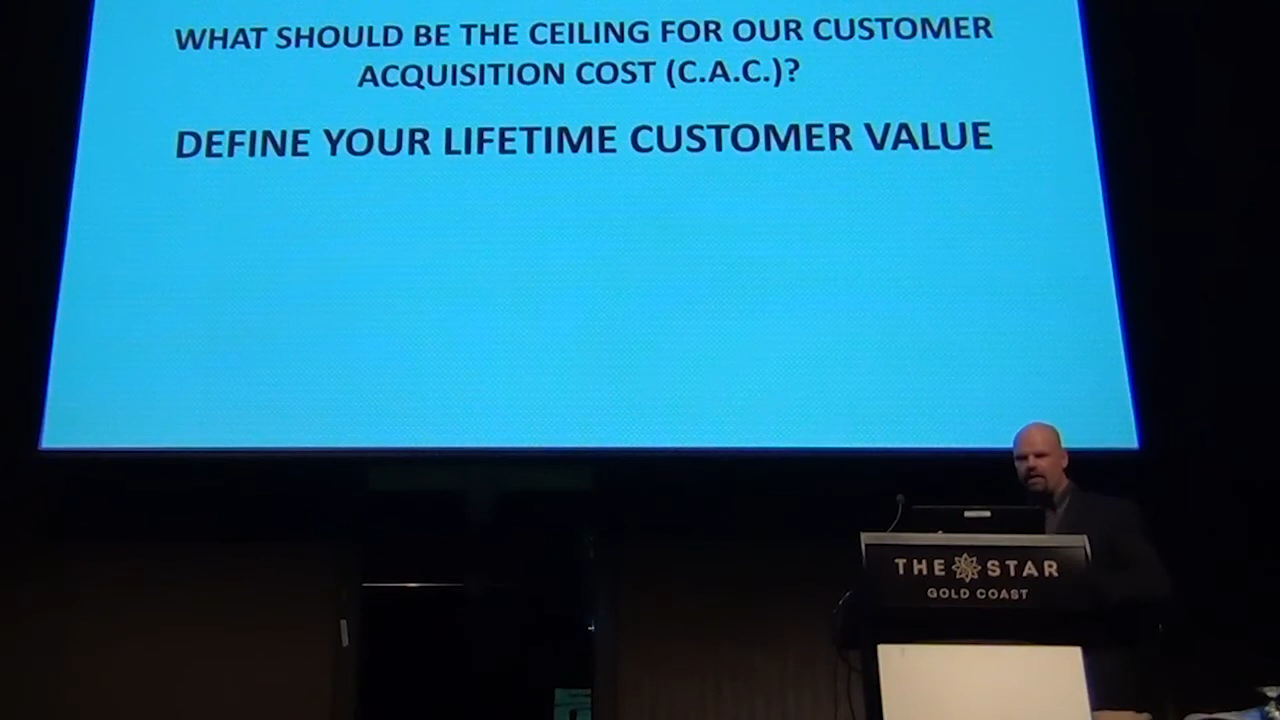 WHAT SHOULD BE THE CEILING FOR OUR CUSTOMER
ACQUISITION COST (C.A.C.)?
DEFINE YOUR LIFETIME CUSTOMER VALUE
THE STAR
GOLD COAST